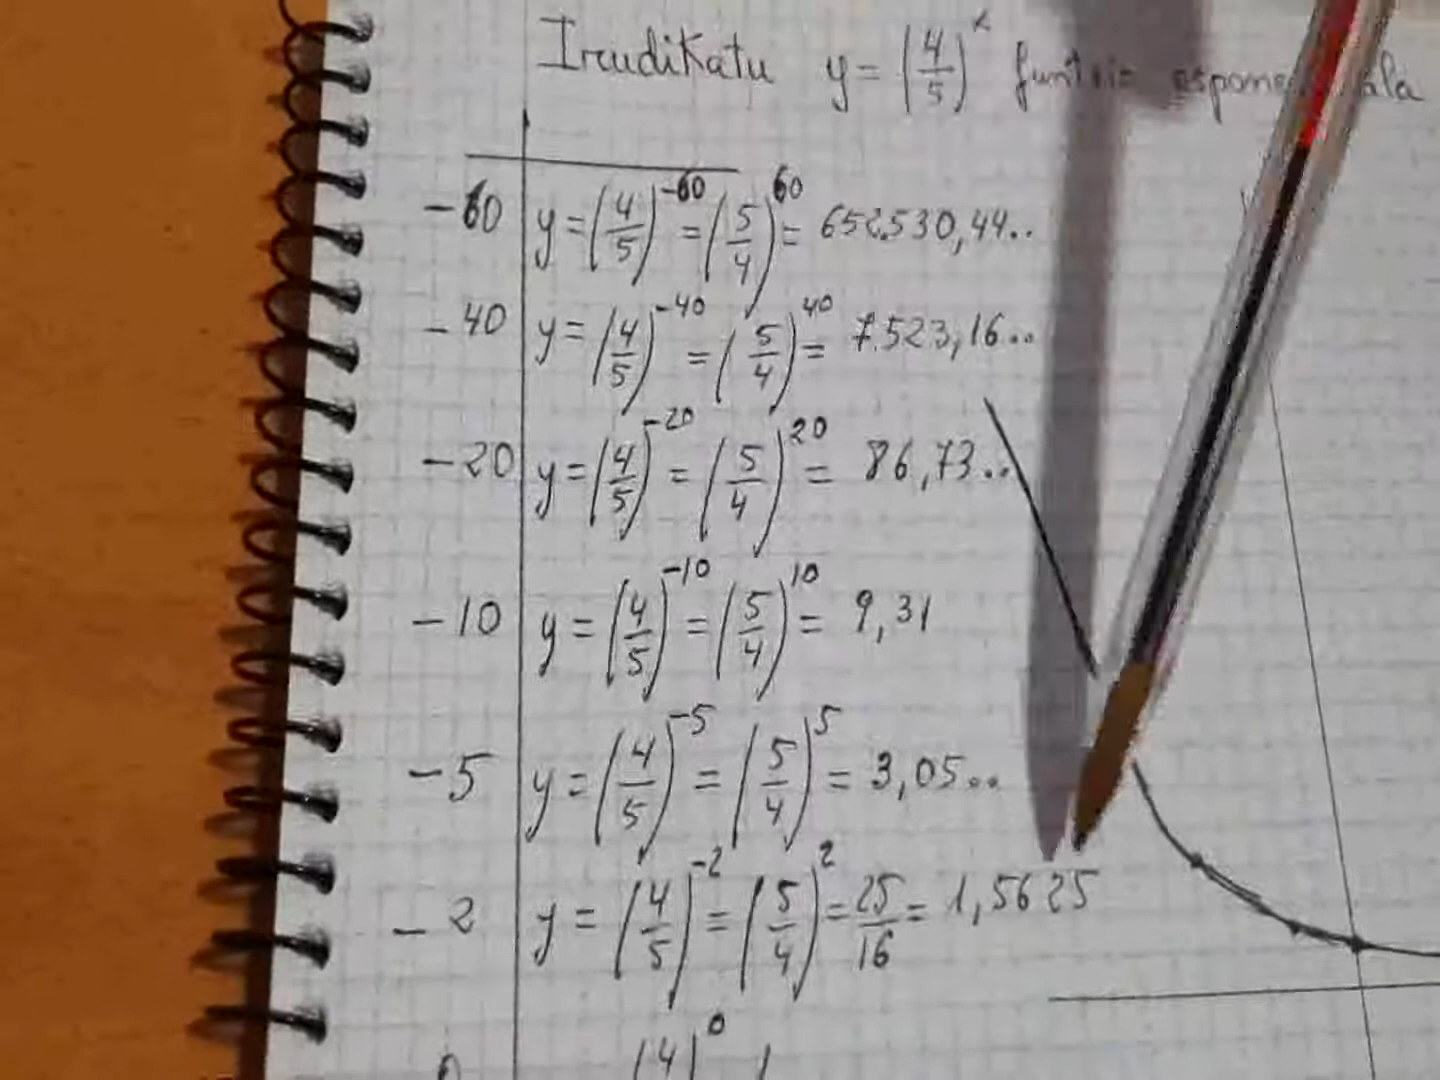 Irudikatu y = (4/5)^x funtzio esponentziala
-60 y = (4/5)^-60 = (5/4)^60 = 652.530,44..
-40 y = (4/5)^-40 = (5/4)^40 = 7.523,16...
-20 y = (4/5)^-20 = (5/4)^20 = 86,73...
-10 y = (4/5)^-10 = (5/4)^10 = 9,31
-5 y = (4/5)^-5 = (5/4)^5 = 3,05...
-2 y = (4/5)^-2 = (5/4)^2 = 25/16 = 1,5625